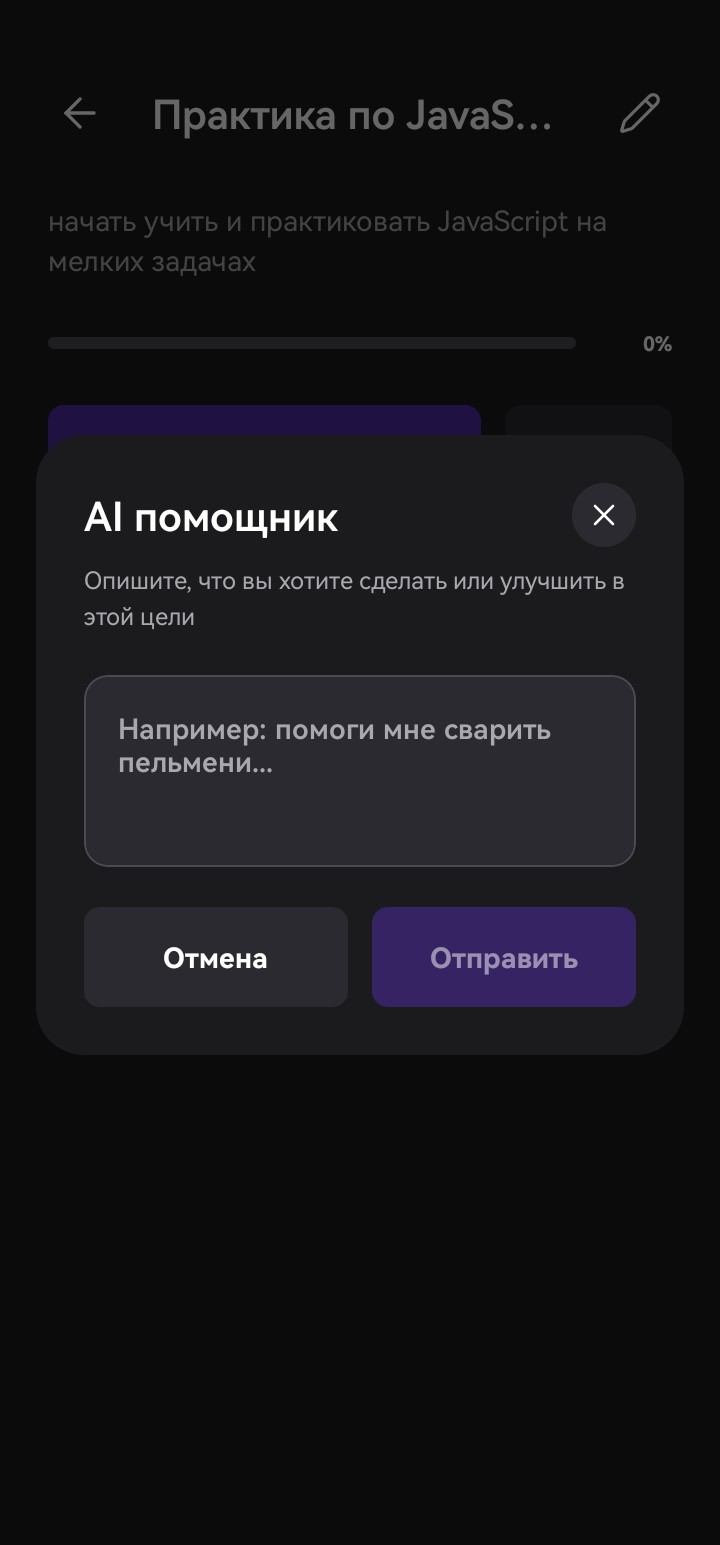 Практика по JavaS...
начать учить и практиковать JavaScript на
мелких задачах
0%
AI помощник
Опишите, что вы хотите сделать или улучшить в
этой цели
Например: помоги мне сварить
пельмени...
Отмена
Отправить